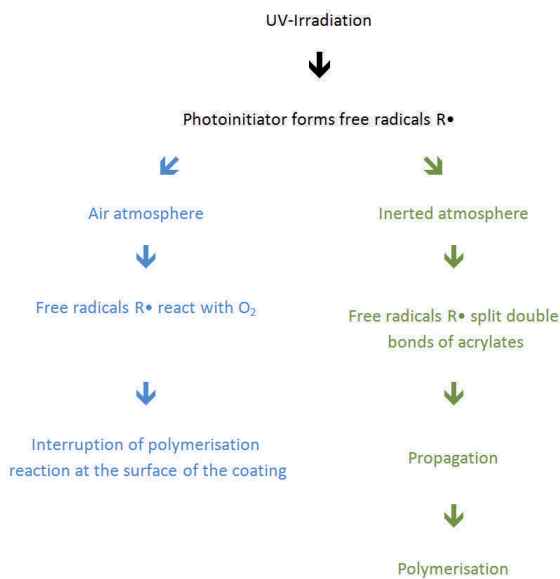 UV-Irradiation
Photoinitiator forms free radicals R•
Air atmosphere
Inerted atmosphere
Free radicals R• react with O₂
Free radicals R• split double
bonds of acrylates
Interruption of polymerisation
reaction at the surface of the coating
Propagation
Polymerisation